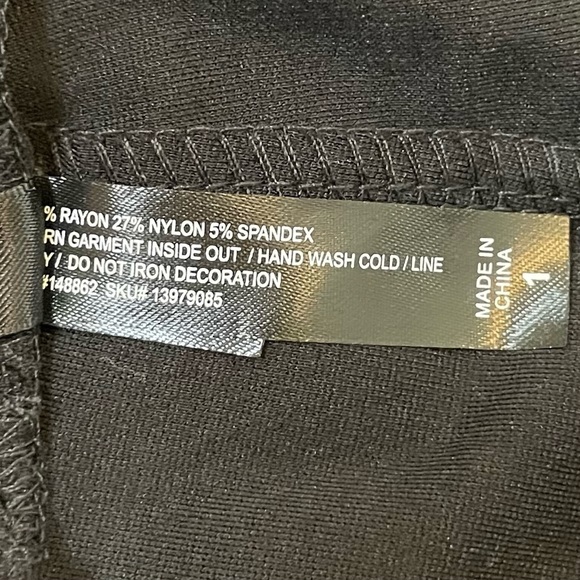 % RAYON 27% NYLON 5% SPANDEX
RN GARMENT INSIDE OUT / HAND WASH COLD / LINE
Y / DO NOT IRON DECORATION
#148862 SKU# 13979085
MADE IN
CHINA
1